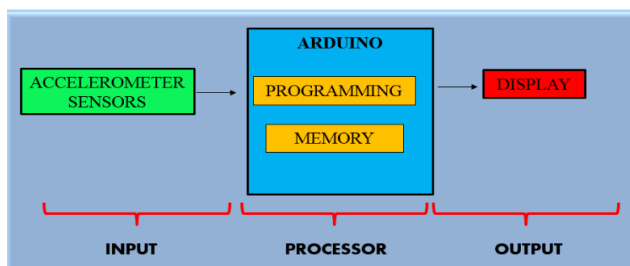 ARDUINO
ACCELEROMETER
SENSORS
PROGRAMMING
DISPLAY
MEMORY
INPUT
PROCESSOR
OUTPUT